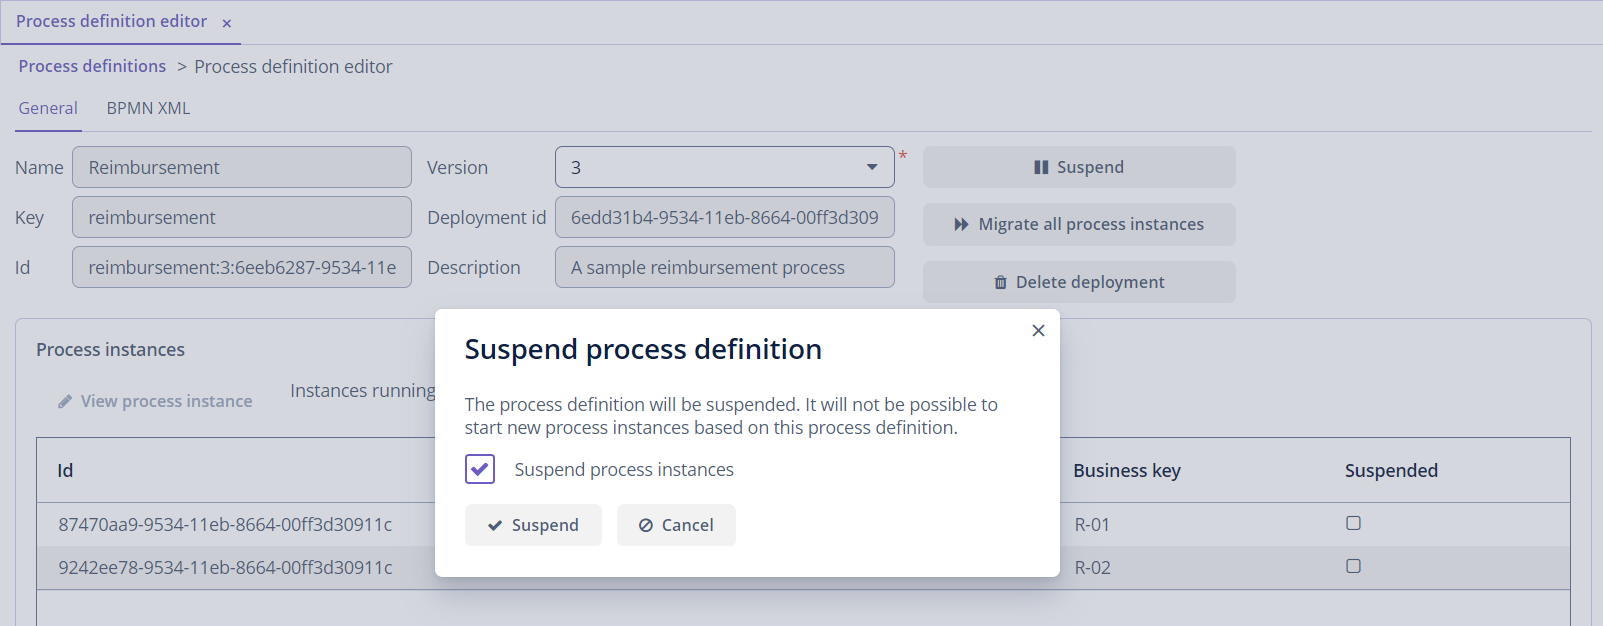 Process definition editor ×
Process definitions > Process definition editor
General BPMN XML
Name Reimbursement Version 3 * Suspend
Key reimbursement Deployment id 6edd31b4-9534-11eb-8664-00ff3d309 Migrate all process instances
Id reimbursement:3:6eeb6287-9534-11e Description A sample reimbursement process Delete deployment
Process instances
View process instance Instances running
Suspend process definition
The process definition will be suspended. It will not be possible to
start new process instances based on this process definition.
Suspend process instances
Suspend Cancel
Id Business key Suspended
87470aa9-9534-11eb-8664-00ff3d30911c R-01
9242ee78-9534-11eb-8664-00ff3d30911c R-02